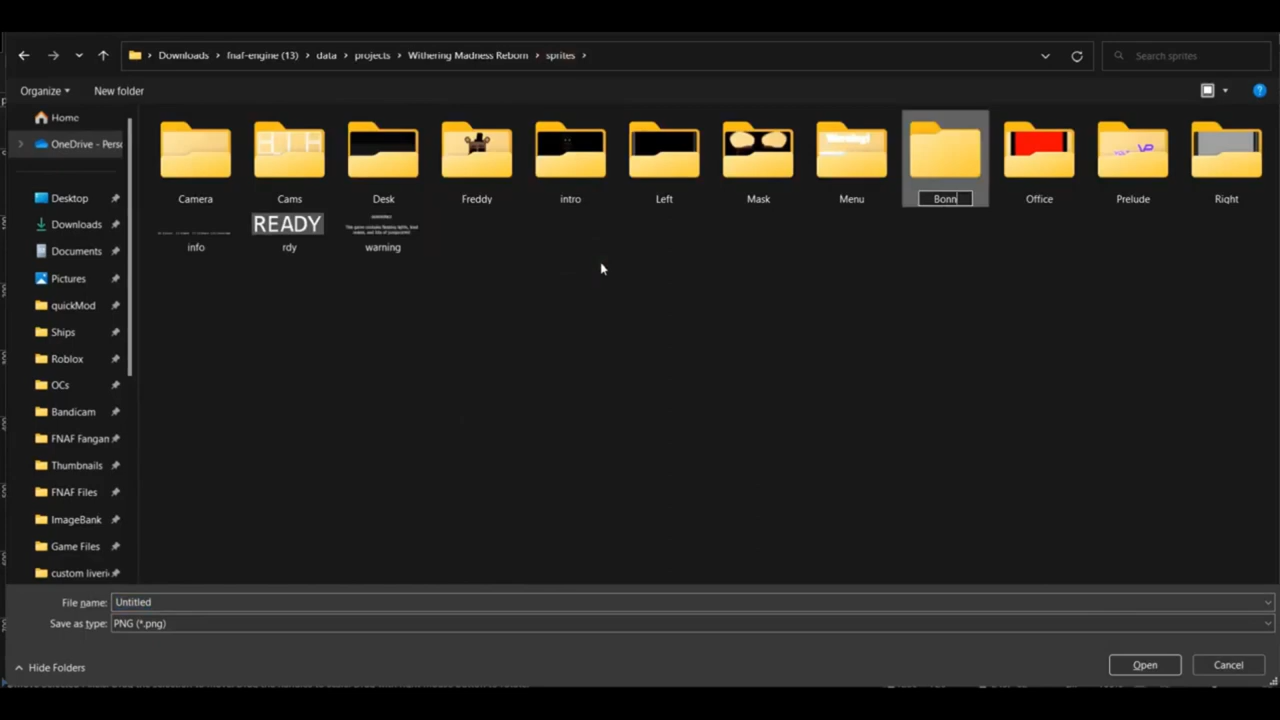 Downloads › fnaf-engine (13) › data › projects › Withering Madness Reborn › sprites ›
Search sprites
Organize
New folder
Home
OneDrive - Perso
Desktop
Downloads
Documents
Pictures
quickMod
Ships
Roblox
OCs
Bandicam
FNAF Fangan
Thumbnails
FNAF Files
ImageBank
Game Files
custom liveri
Camera
Cams
Desk
Freddy
intro
Left
Mask
Menu
Bonn
Office
Prelude
Right
Warning!
READY
info
rdy
warning
File name: Untitled
Save as type: PNG (*.png)
Hide Folders
Open
Cancel